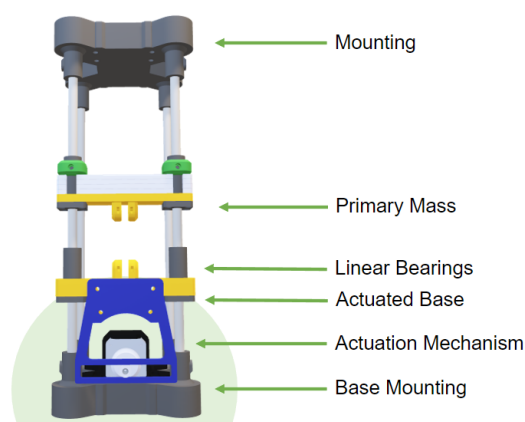 Mounting
Primary Mass
Linear Bearings
Actuated Base
Actuation Mechanism
Base Mounting